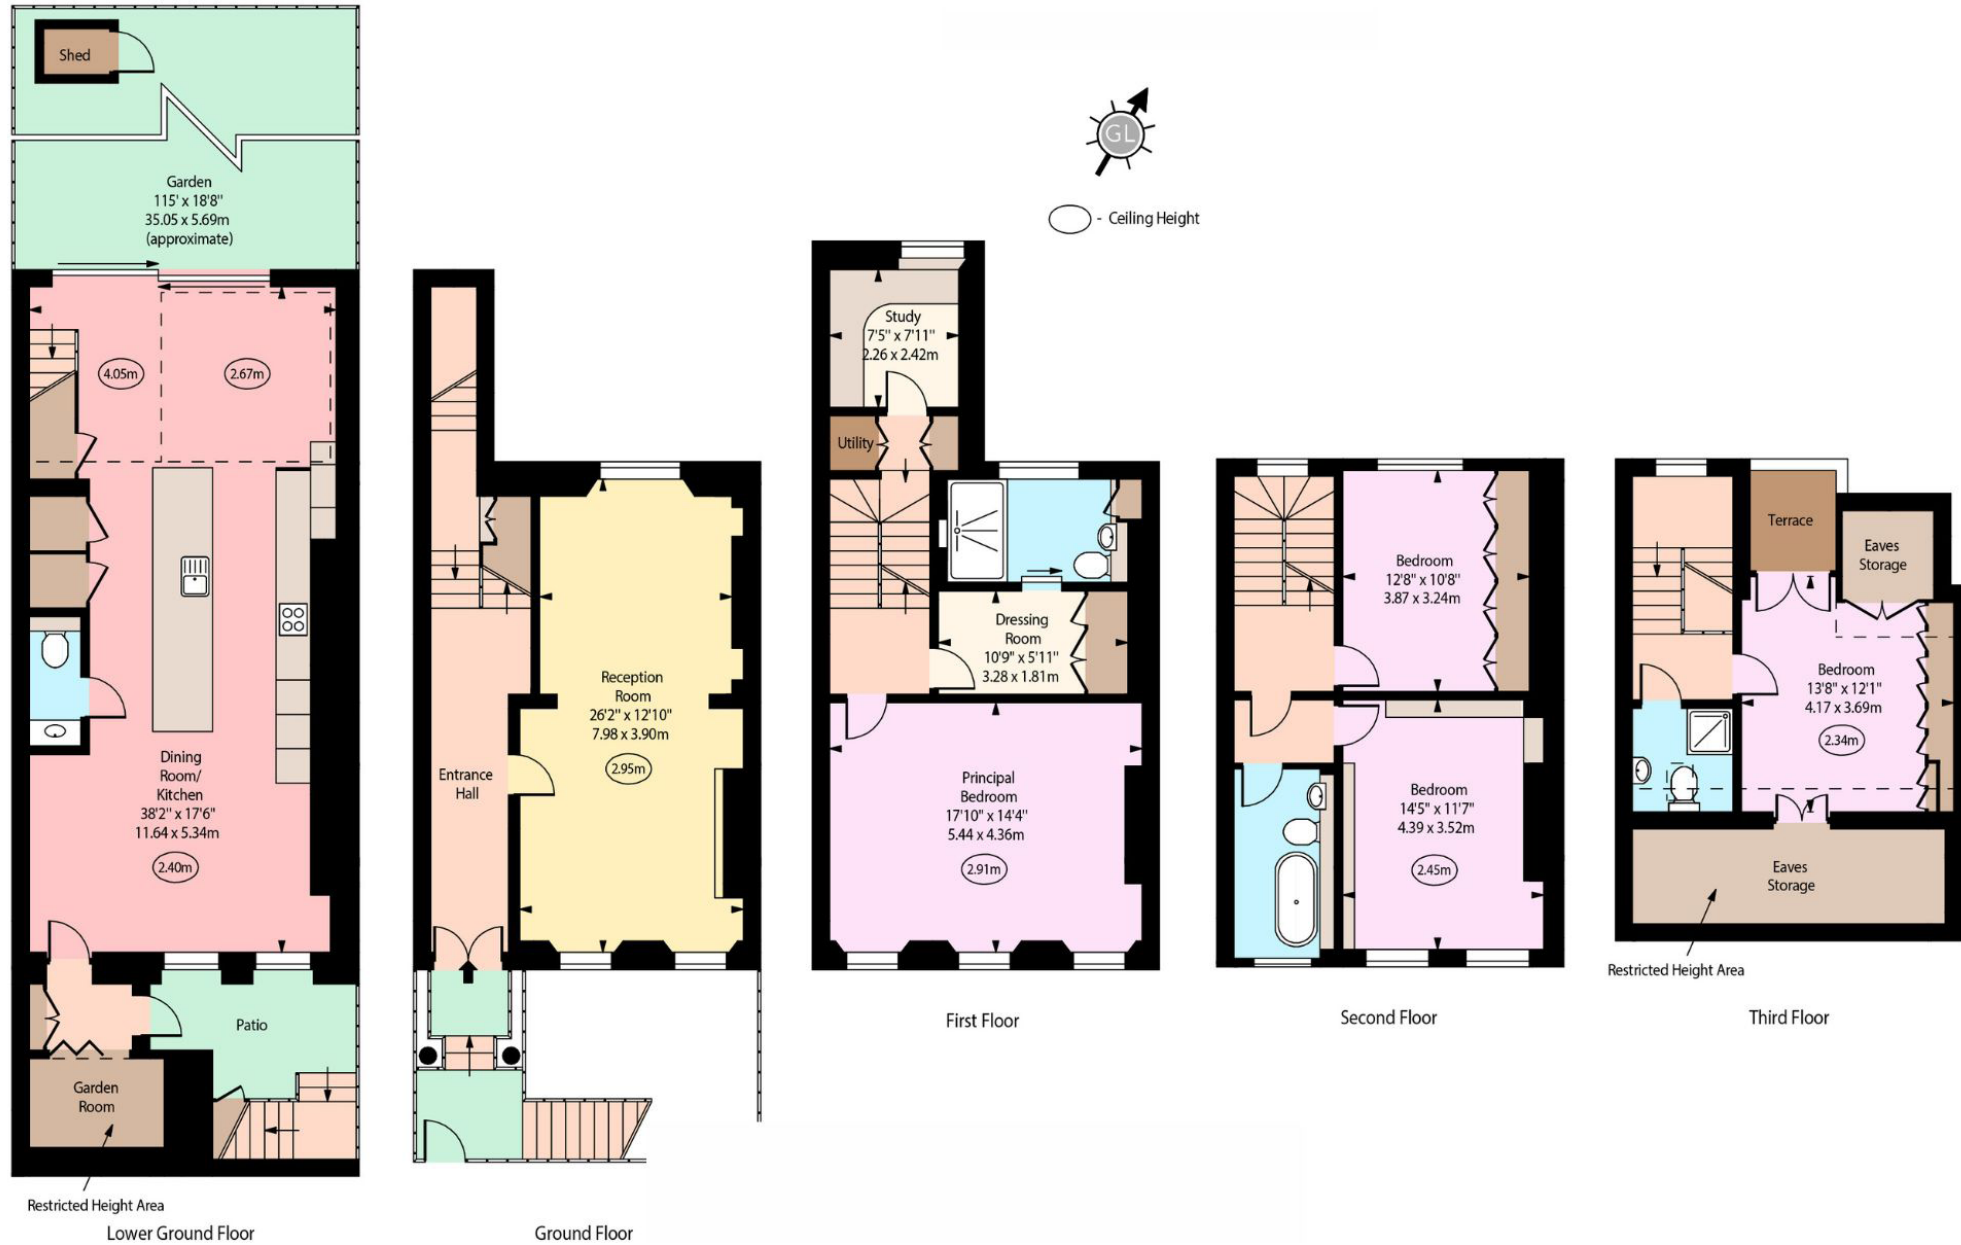 Shed
Garden
115' x 18'8"
35.05 x 5.69m
(approximate)
4.05m
2.67m
Dining
Room/
Kitchen
38'2" x 17'6"
11.64 x 5.34m
2.40m
Patio
Garden
Room
Restricted Height Area
Lower Ground Floor
Reception
Room
26'2" x 12'10"
7.98 x 3.90m
2.95m
Entrance
Hall
Ground Floor
GL
- Ceiling Height
Study
7'5" x 7'11"
2.26 x 2.42m
Utility
Dressing
Room
10'9" x 5'11"
3.28 x 1.81m
Principal
Bedroom
17'10" x 14'4"
5.44 x 4.36m
2.91m
First Floor
Bedroom
12'8" x 10'8"
3.87 x 3.24m
Bedroom
14'5" x 11'7"
4.39 x 3.52m
2.45m
Second Floor
Terrace
Eaves
Storage
Bedroom
13'8" x 12'1"
4.17 x 3.69m
2.34m
Eaves
Storage
Restricted Height Area
Third Floor